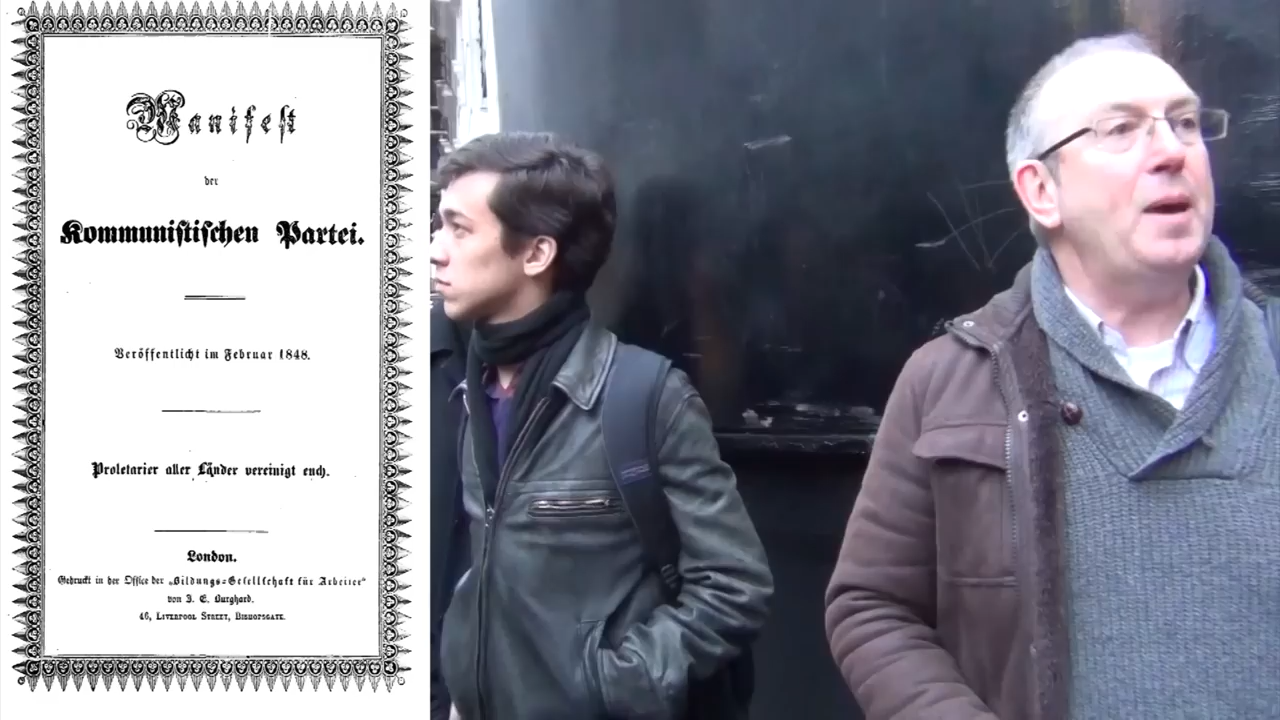 Manifest
der
Kommunistischen Partei.
Veröffentlicht im Februar 1848.
Proletarier aller Länder vereinigt euch.
London.
Gedruckt in der Office der „Bildungs=Gesellschaft für Arbeiter"
von J. E. Burghard.
46, LIVERPOOL STREET, BISHOPSGATE.